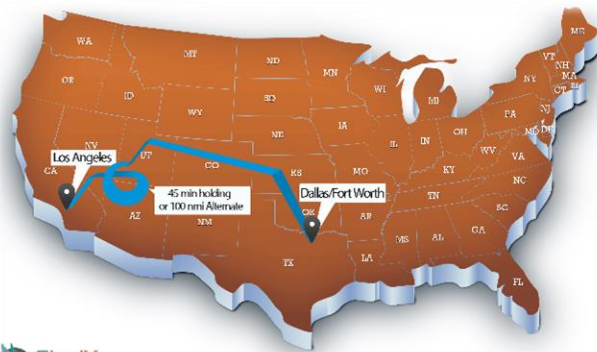 WA
MT
ND
MN
ME
OR
ID
SD
WI
MI
NY
VT
NH
MA
CT
WY
IA
NE
PA
NJ
NV
UT
CO
IL
IN
OH
MD
DE
Los Angeles
CA
KS
MO
WV
VA
KY
45 min holding
or 100 nmi Alternate
Dallas/Fort Worth
NC
TN
AZ
NM
OK
AR
SC
MS
AL
GA
TX
LA
FL